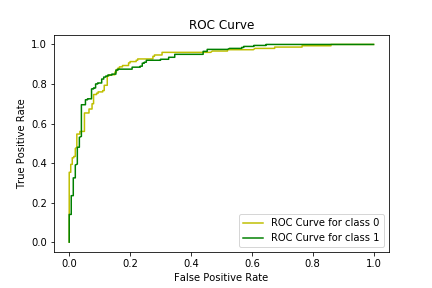 ROC Curve
1.0
0.8
0.6
0.4
0.2
0.0
True Positive Rate
ROC Curve for class 0
ROC Curve for class 1
0.0 0.2 0.4 0.6 0.8 1.0
False Positive Rate